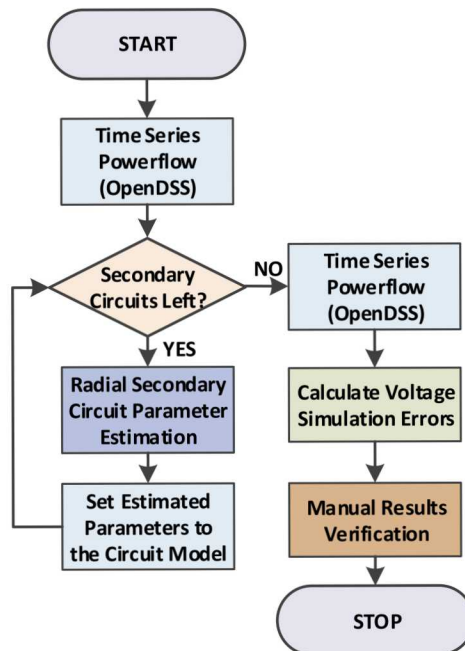 START
Time Series
Powerflow
(OpenDSS)
Secondary
Circuits Left?
YES
Radial Secondary
Circuit Parameter
Estimation
Set Estimated
Parameters to
the Circuit Model
NO
Time Series
Powerflow
(OpenDSS)
Calculate Voltage
Simulation Errors
Manual Results
Verification
STOP